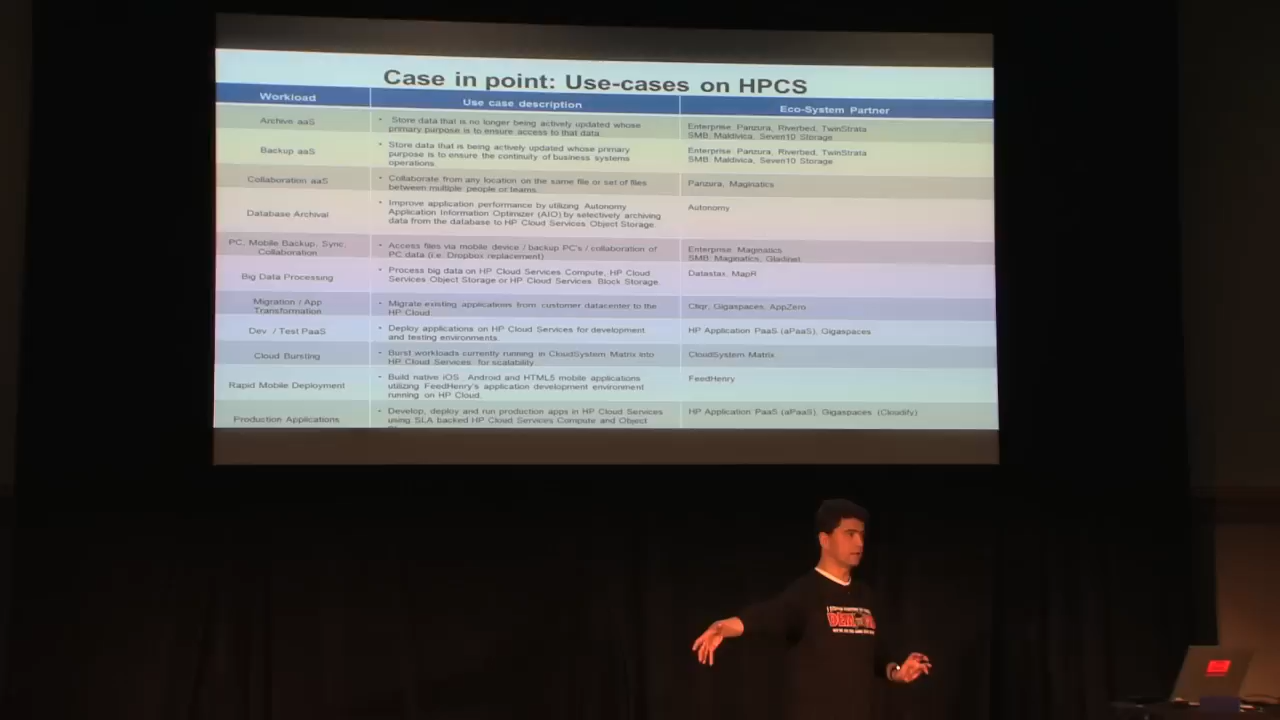 Case in point: Use-cases on HPCS
Workload
Use case description
Eco-System Partner
Archive aaS
• Store data that is no longer being actively updated whose
primary purpose is to ensure access to that data.
Enterprise: Panzura, Riverbed, TwinStrata
SMB: Maldivica, Seven10 Storage
Backup aaS
• Store data that is being actively updated whose primary
purpose is to ensure the continuity of business systems
operations.
Enterprise: Panzura, Riverbed, TwinStrata
SMB: Maldivica, Seven10 Storage
Collaboration aaS
• Collaborate from any location on the same file or set of files
between multiple people or teams.
Panzura, Maginatics
Database Archival
• Improve application performance by utilizing Autonomy
Application Information Optimizer (AIO) by selectively archiving
data from the database to HP Cloud Services Object Storage.
Autonomy
PC, Mobile Backup, Sync,
Collaboration
• Access files via mobile device / backup PC's / collaboration of
PC data (i.e. Dropbox replacement)
Enterprise: Maginatics
SMB: Maginatics, Gladinet
Big Data Processing
• Process big data on HP Cloud Services Compute, HP Cloud
Services Object Storage or HP Cloud Services Block Storage.
Datastax, MapR
Migration / App
Transformation
• Migrate existing applications from customer datacenter to the
HP Cloud.
Gigaspaces, AppZero
Dev / Test PaaS
• Deploy applications on HP Cloud Services for development
and testing environments.
HP Application PaaS (aPaaS), Gigaspaces
Cloud Bursting
• Burst workloads currently running in CloudSystem Matrix into
HP Cloud Services for scalability.
CloudSystem Matrix
Rapid Mobile Deployment
• Build native iOS, Android and HTML5 mobile applications
utilizing FeedHenry's application development environment
running on HP Cloud.
FeedHenry
Production Applications
• Develop, deploy and run production apps in HP Cloud Services
using SLA backed HP Cloud Services Compute and Object
HP Application PaaS (aPaaS), Gigaspaces (Cloudify)